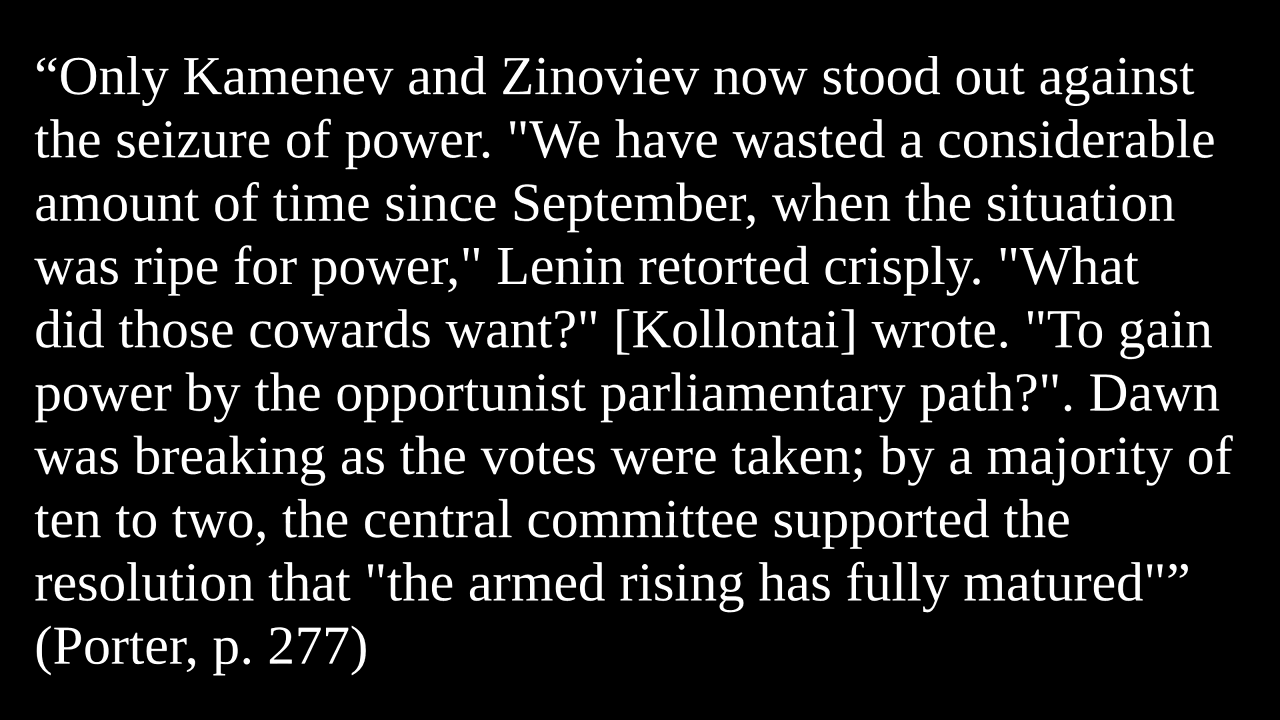 “Only Kamenev and Zinoviev now stood out against
the seizure of power. "We have wasted a considerable
amount of time since September, when the situation
was ripe for power," Lenin retorted crisply. "What
did those cowards want?" [Kollontai] wrote. "To gain
power by the opportunist parliamentary path?". Dawn
was breaking as the votes were taken; by a majority of
ten to two, the central committee supported the
resolution that "the armed rising has fully matured"”
(Porter, p. 277)